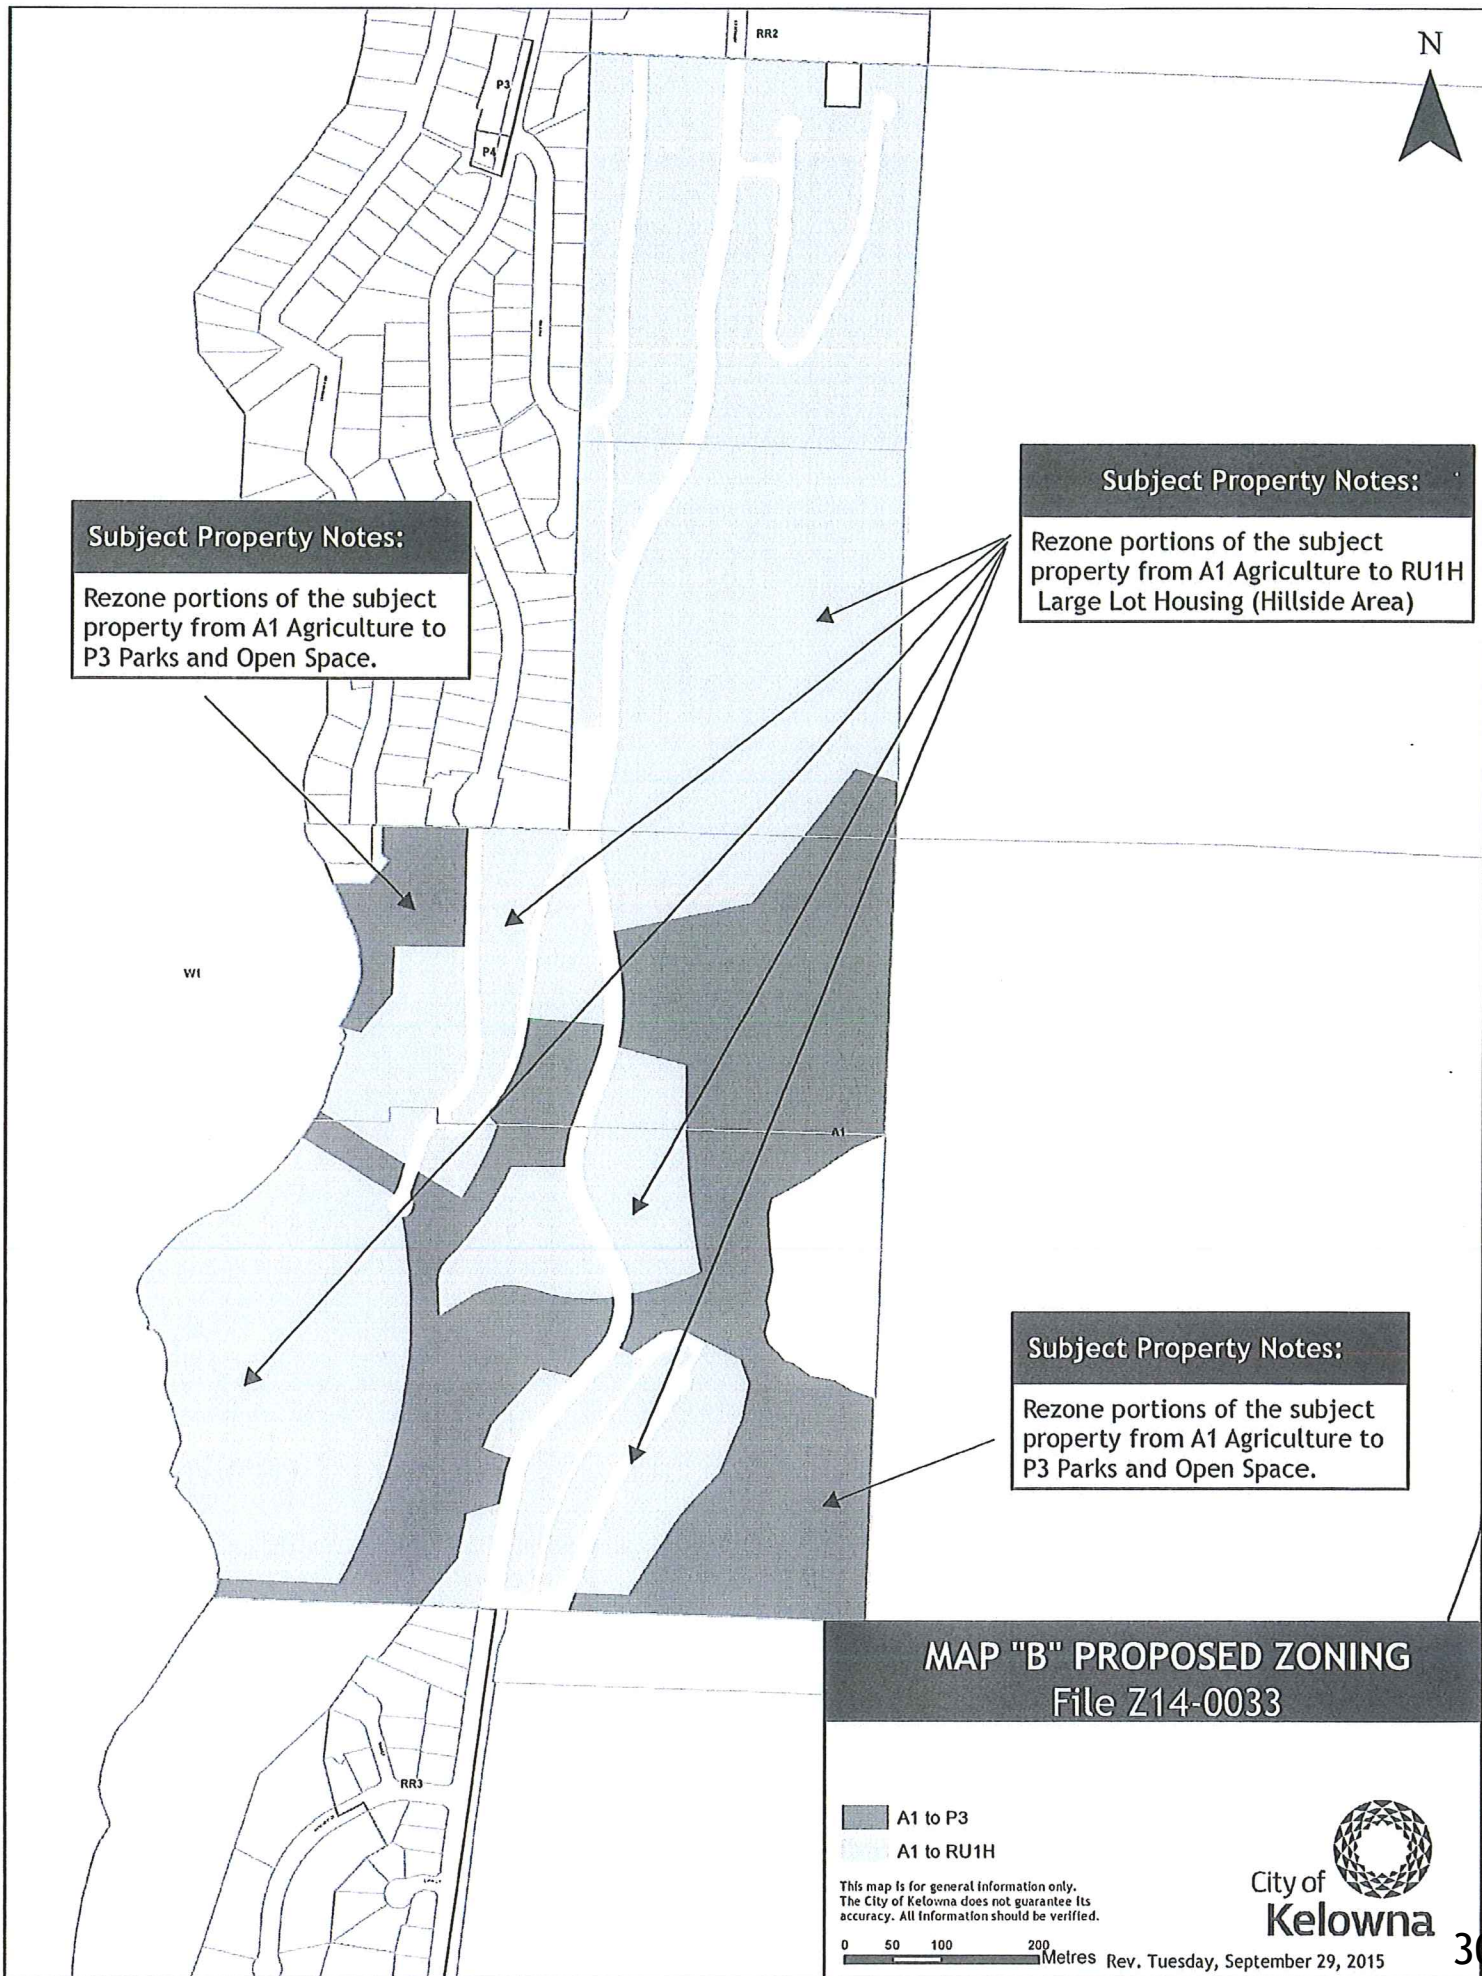 RR2
N
P3
P4
Subject Property Notes:
Rezone portions of the subject
property from A1 Agriculture to RU1H
Large Lot Housing (Hillside Area)
Subject Property Notes:
Rezone portions of the subject
property from A1 Agriculture to
P3 Parks and Open Space.
W1
A1
Subject Property Notes:
Rezone portions of the subject
property from A1 Agriculture to
P3 Parks and Open Space.
MAP "B" PROPOSED ZONING
File Z14-0033
RR3
A1 to P3
A1 to RU1H
This map is for general information only.
The City of Kelowna does not guarantee its
accuracy. All information should be verified.
City of
Kelowna
0 50 100 200
Metres
Rev. Tuesday, September 29, 2015